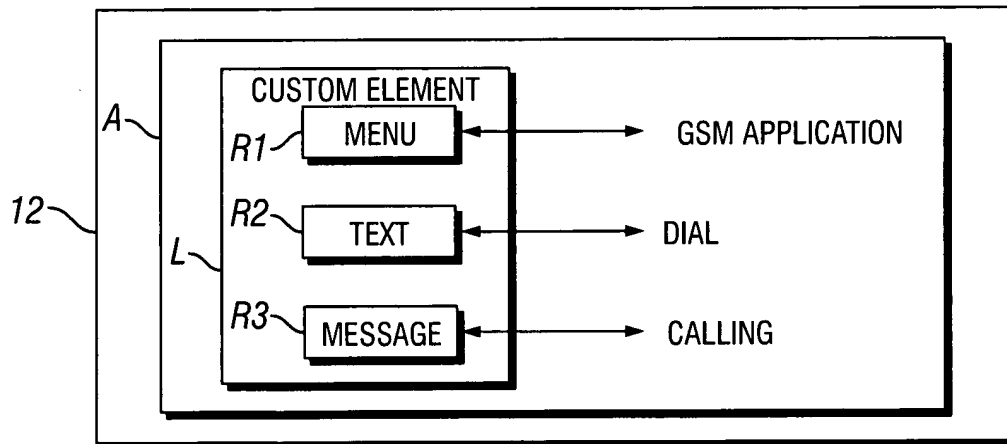 CUSTOM ELEMENT
A
R1 MENU GSM APPLICATION
12
R2 TEXT DIAL
L
R3 MESSAGE CALLING